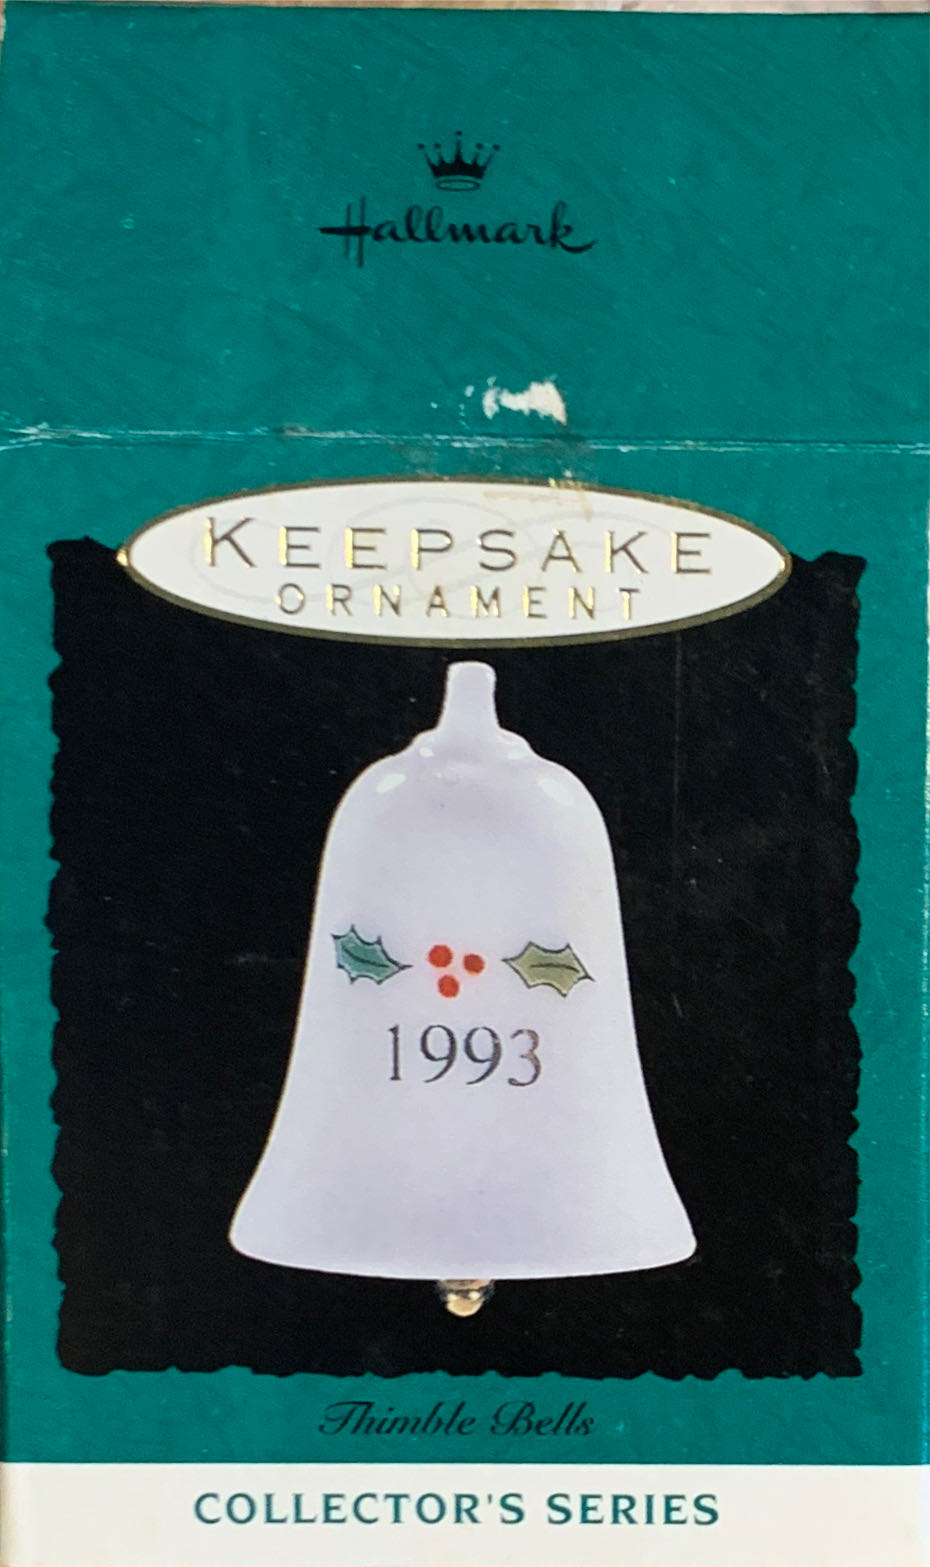 Hallmark
KEEPSAKE
ORNAMENT
1993
Thimble Bells
COLLECTOR'S SERIES